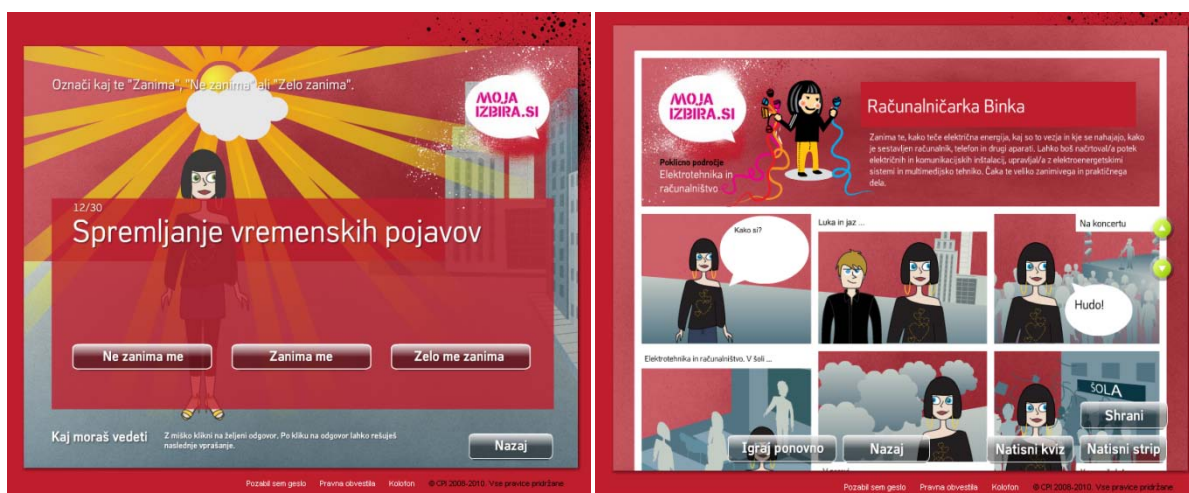 Označi kaj te "Zanima", "Ne zanima" ali "Zelo zanima".
MOJA
IZBIRA.SI
12/30
Spremljanje vremenskih pojavov
Ne zanima me
Zanima me
Zelo me zanima
Kaj moraš vedeti
Z miško klikni na željeni odgovor. Po kliku na odgovor lahko rešuješ
naslednje vprašanje.
Nazaj
Pozabil sem geslo Pravna obvestila Kolofon © CPI 2008-2010. Vse pravice pridržane
MOJA
IZBIRA.SI
Poklicno področje
Elektrotehnika in
računalništvo
Računalničarka Binka
Zanima te, kako teče električna energija, kaj so to vezja in kje se nahajajo, kako
je sestavljen računalnik, telefon in drugi aparati. Lahko boš načrtoval/a potek
električnih in komunikacijskih inštalacij, upravljal/a z elektroenergetskimi
sistemi in multimedijsko tehniko. Čaka te veliko zanimivega in praktičnega
dela.
Kako si?
Luka in jaz ...
Na koncertu
Hudo!
Elektrotehnika in računalništvo. V šoli ...
ŠOLA
Shrani
Igraj ponovno
Nazaj
Natisni kviz
Natisni strip
Pozabil sem geslo Pravna obvestila Kolofon © CPI 2008-2010. Vse pravice pridržane